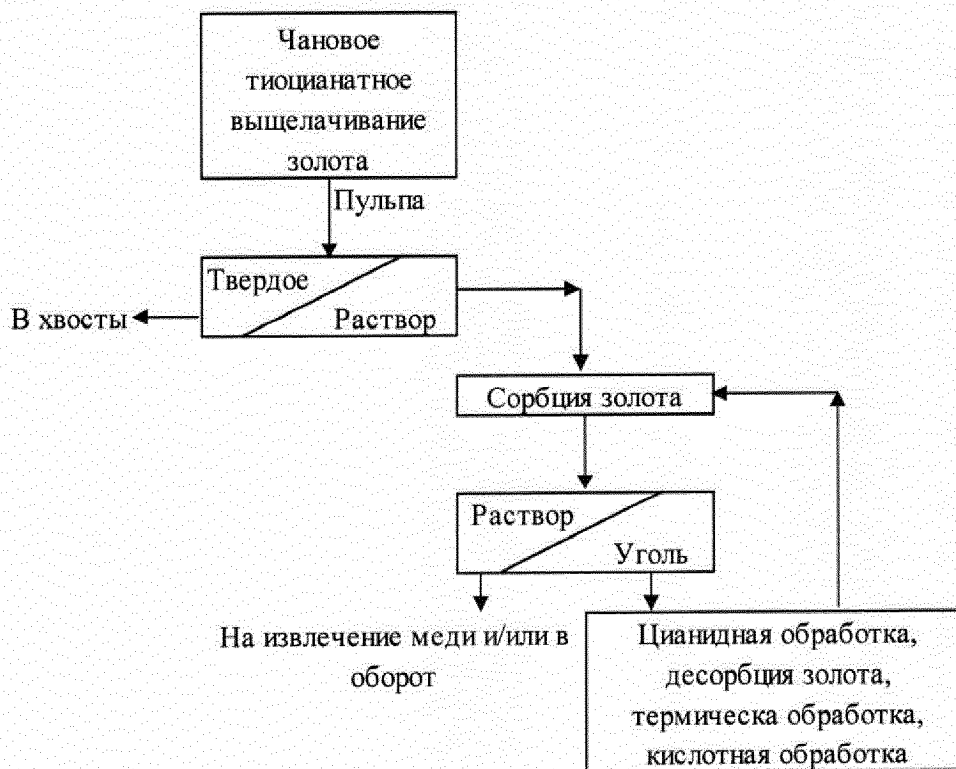 Чановое
тиоцианатное
выщелачивание
золота
Пульпа
Твердое
Раствор
В хвосты
Сорбция золота
Раствор
Уголь
На извлечение меди и/или в
оборот
Цианидная обработка,
десорбция золота,
термическа обработка,
кислотная обработка